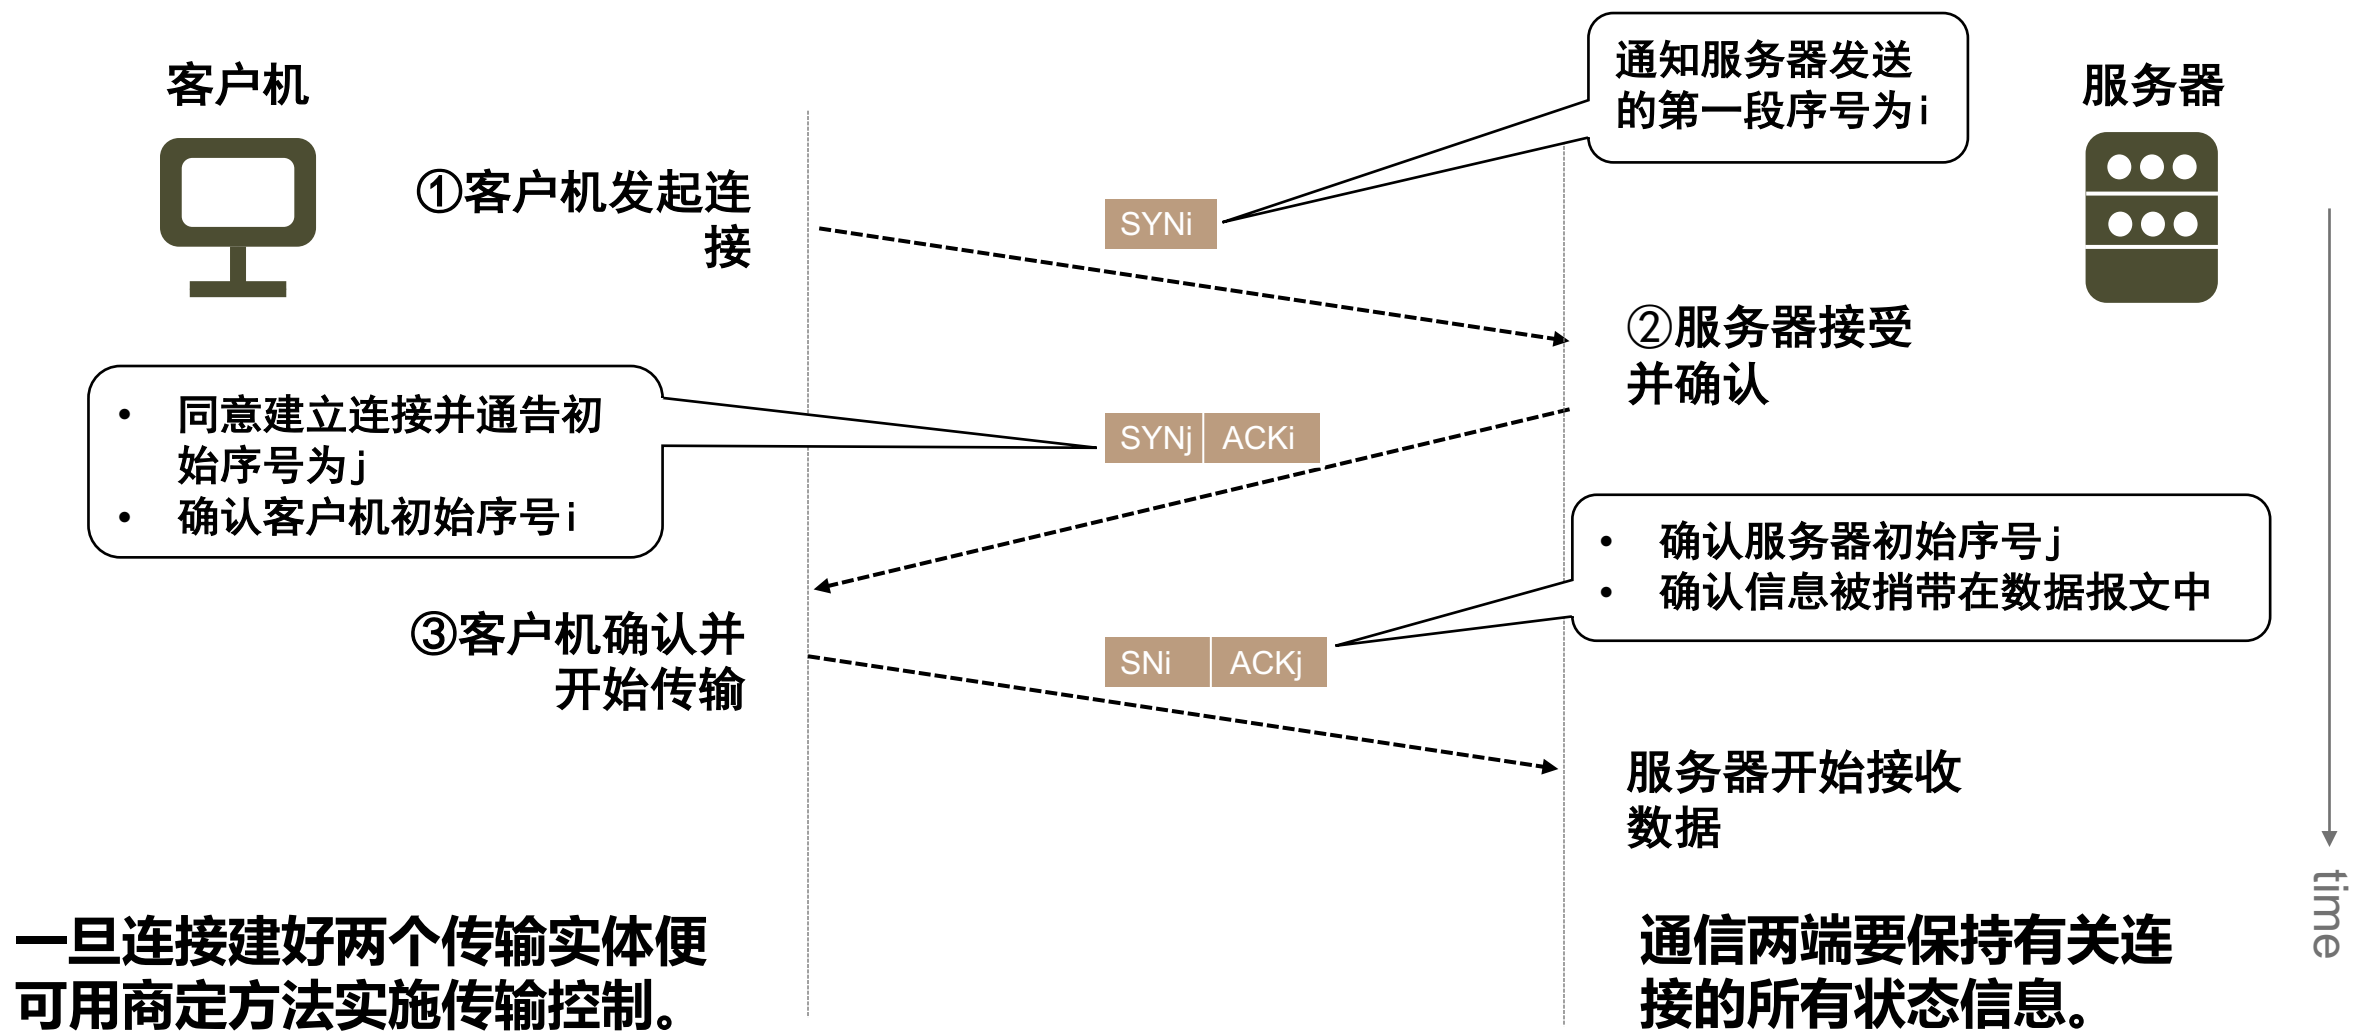 客户机
通知服务器发送
的第一段序号为i
服务器
①客户机发起连
接
SYNi
②服务器接受
并确认
• 同意建立连接并通告初
始序号为j
• 确认客户机初始序号i
SYNj ACKi
• 确认服务器初始序号j
• 确认信息被捎带在数据报文中
③客户机确认并
开始传输
SNi ACKj
服务器开始接收
数据
time
一旦连接建好两个传输实体便
可用商定方法实施传输控制。
通信两端要保持有关连
接的所有状态信息。